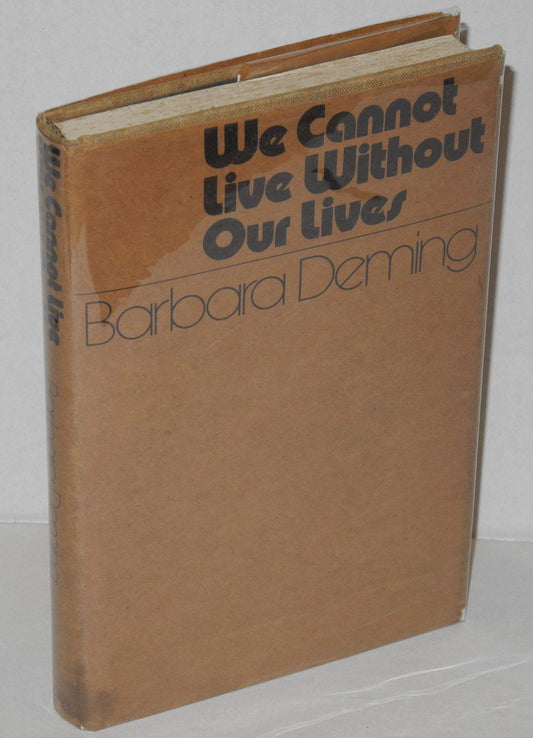 We Cannot
Live Without
Our Lives
Barbara Deming
We Cannot Live